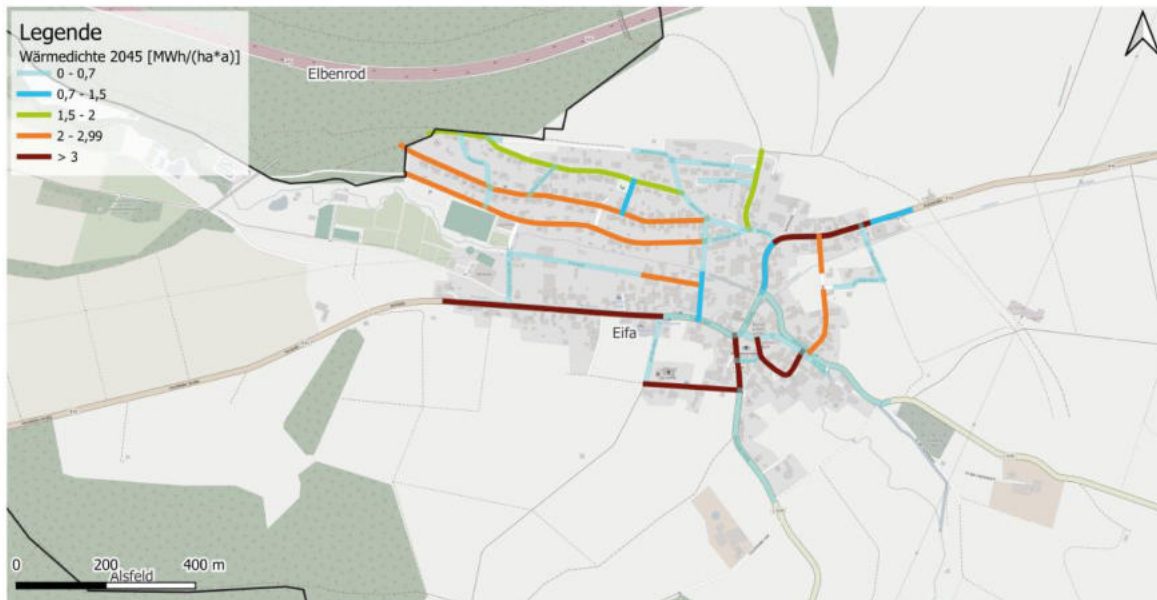 Legende
Wärmedichte 2045 [MWh/(ha*a)]
0 - 0,7
0,7 - 1,5
1,5 - 2
2 - 2,99
> 3
Elbenrod
Eifa
0 200 400 m
Alsfeld